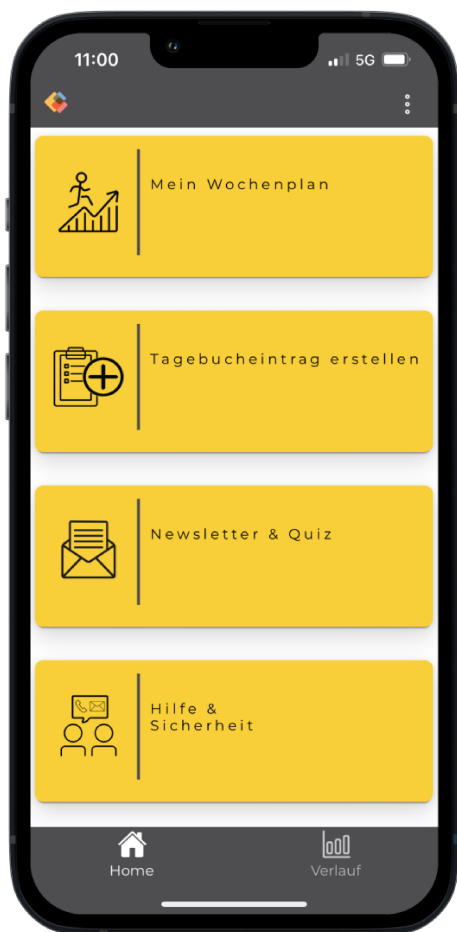 11:00
5G
Mein Wochenplan
Tagebucheintrag erstellen
Newsletter & Quiz
Hilfe &
Sicherheit
Home
Verlauf